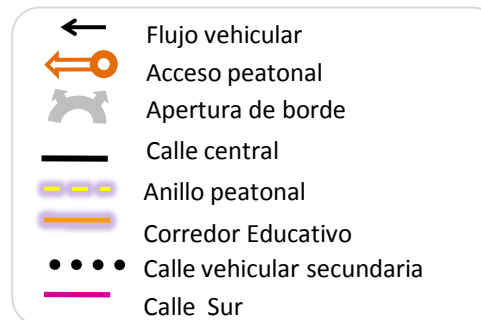 Flujo vehicular
Acceso peatonal
Apertura de borde
Calle central
Anillo peatonal
Corredor Educativo
Calle vehicular secundaria
Calle Sur